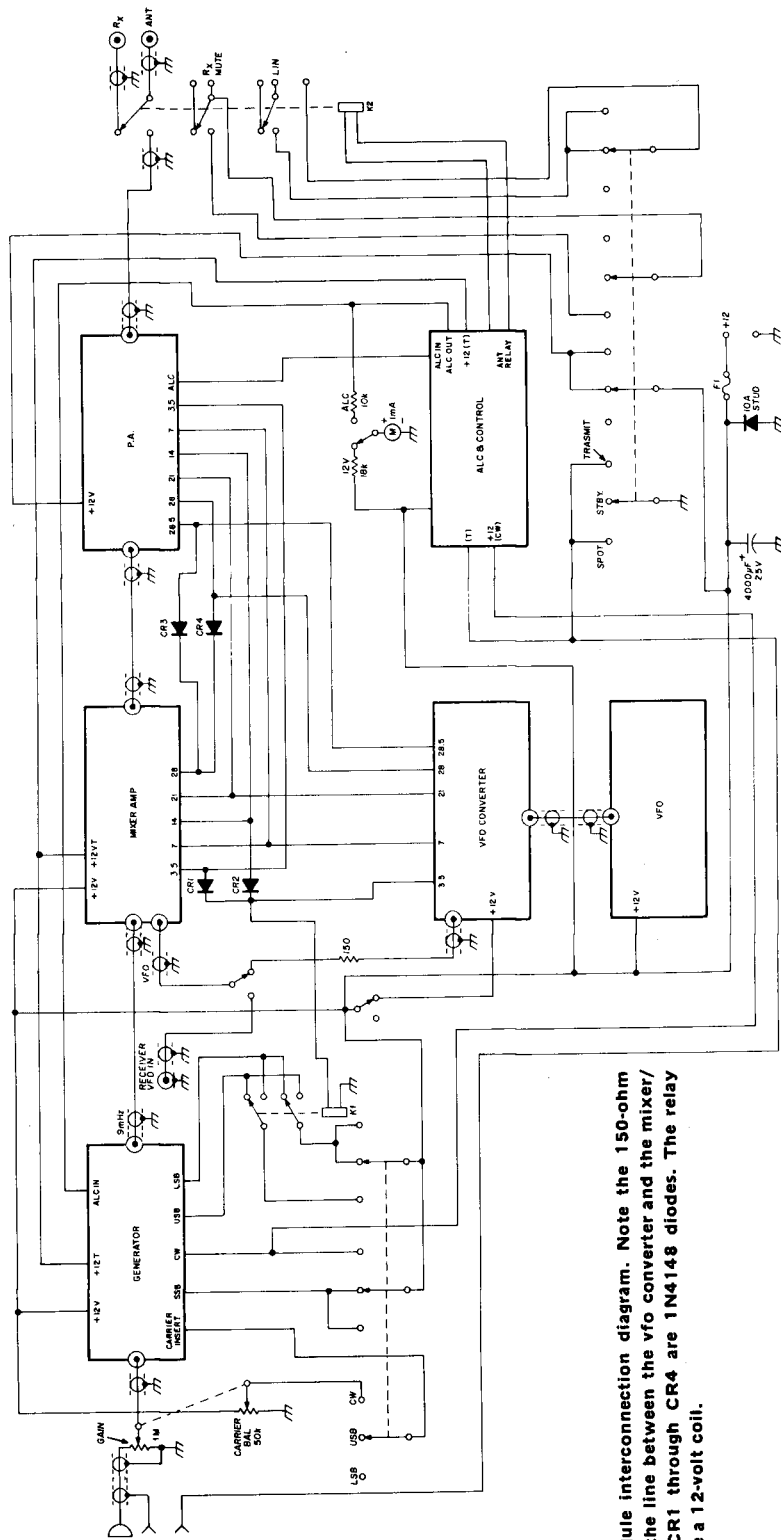 GAIN
1M
CARRIER
BAL
50k
+12V
+12T
ALC IN
GENERATOR
CARRIER
INSERT
SSB
CW
USB
LSB
9mHz
LSB
USB
CW
K1
RECEIVER
VFO IN
VFO
150
+12V
+12VT
MIXER AMP
3.5
7
14
21
28
CR1
CR2
CR3
CR4
+12V
P.A.
28.5
28
21
14
7
3.5
ALC
RX
ANT
RX
MUTE
LIN
K2
+12V
3.5
7
21
28
28.5
VFO CONVERTER
+12V
VFO
12V
18k
ALC
10k
M
+
-
1mA
ALC IN
ALC OUT
+12(T)
ANT
RELAY
ALC & CONTROL
(T)
+12
(CW)
SPOT
STBY.
TRASMIT
4000µF
25V
+
10A
STUD
F1
+12
ule interconnection diagram. Note the 150-ohm
the line between the vfo converter and the mixer/
CR1 through CR4 are 1N4148 diodes. The relay
a 12-volt coil.